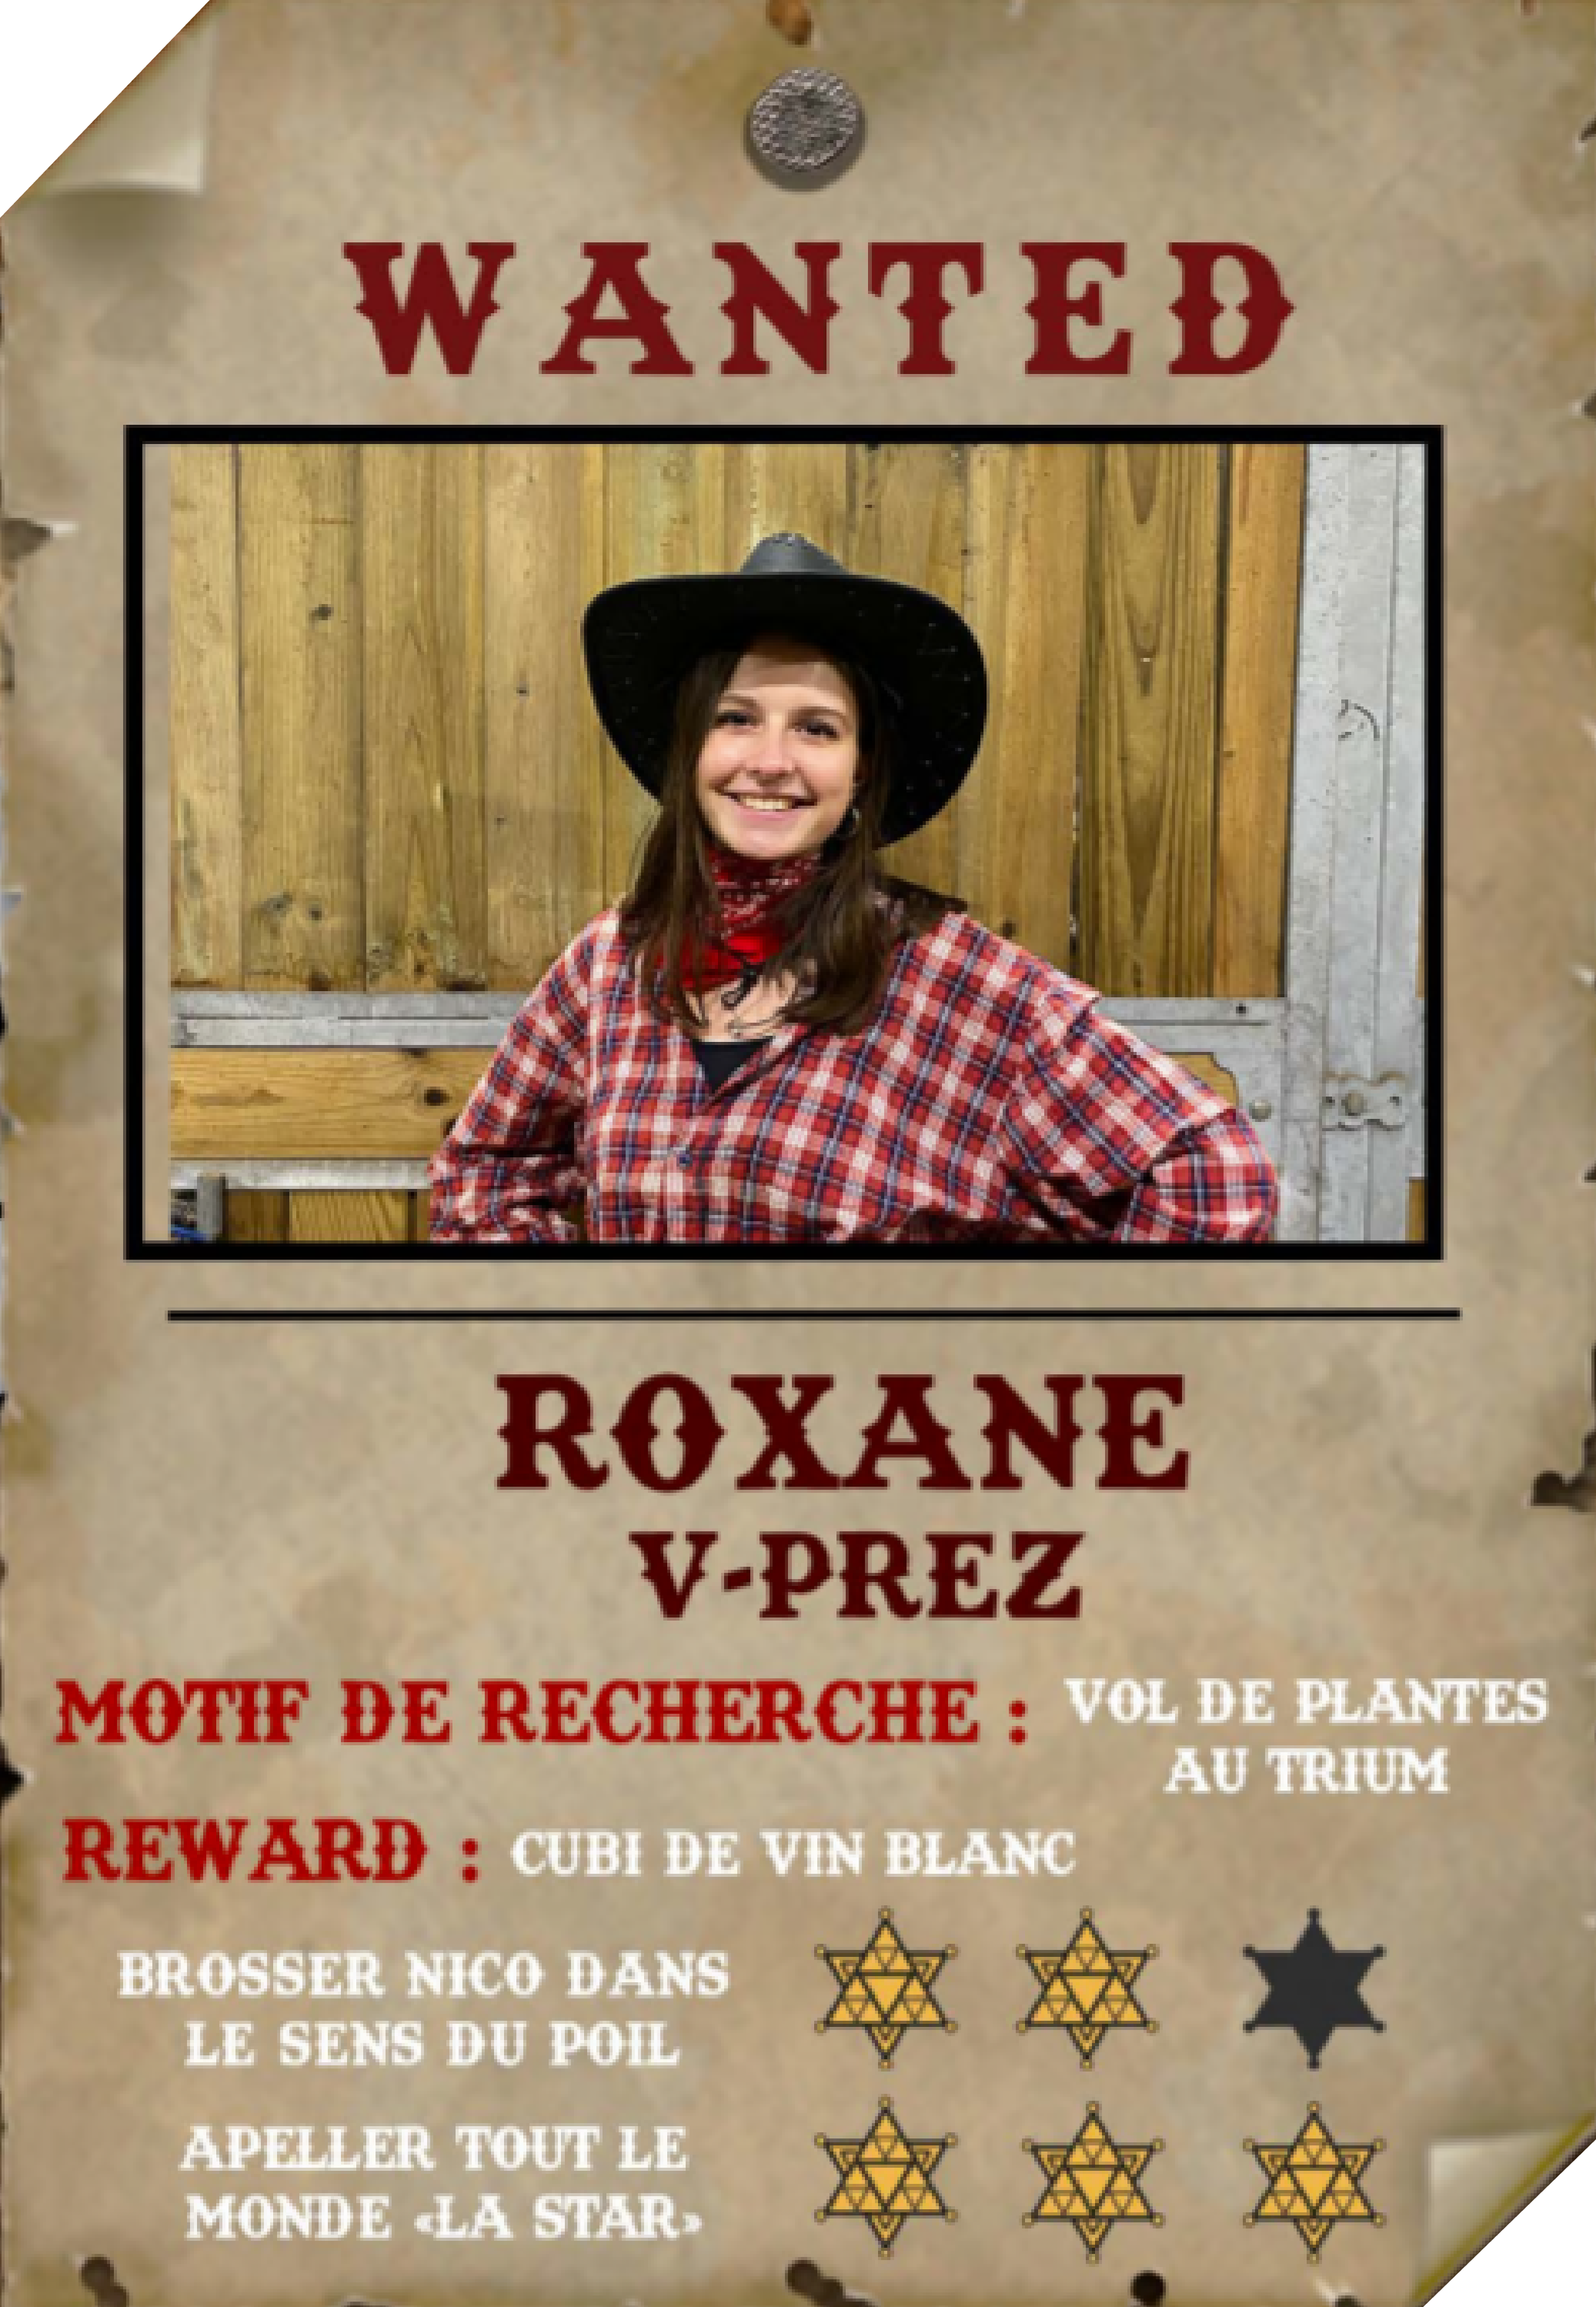 WANTED
ROXANE
V-PREZ
MOTIF DE RECHERCHE : VOL DE PLANTES
AU TRIUM
REWARD : CUBI DE VIN BLANC
BROSSER NICO DANS
LE SENS DU POIL
APELLER TOUT LE
MONDE «LA STAR»